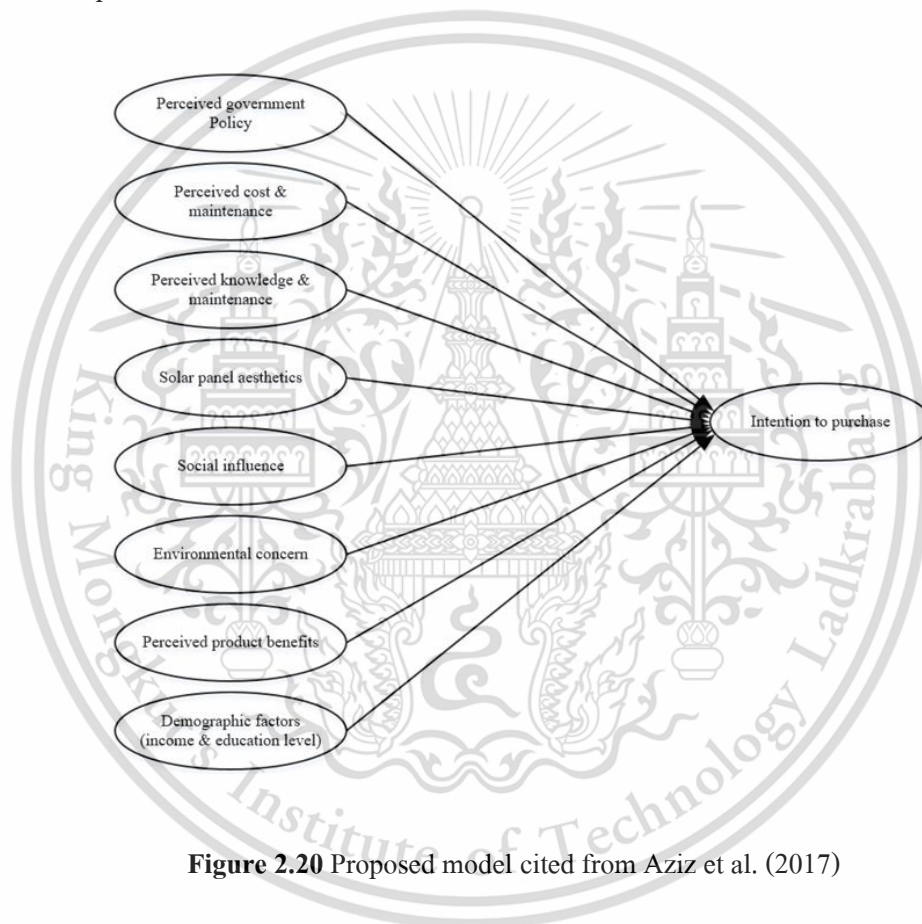 Perceived government
Policy
Perceived cost &
maintenance
Perceived knowledge &
maintenance
Solar panel aesthetics
Social influence
Environmental concern
Perceived product benefits
Demographic factors
(income & education level)
Intention to purchase
King Mongkut's Institute of Technology Ladkrabang
Figure 2.20 Proposed model cited from Aziz et al. (2017)